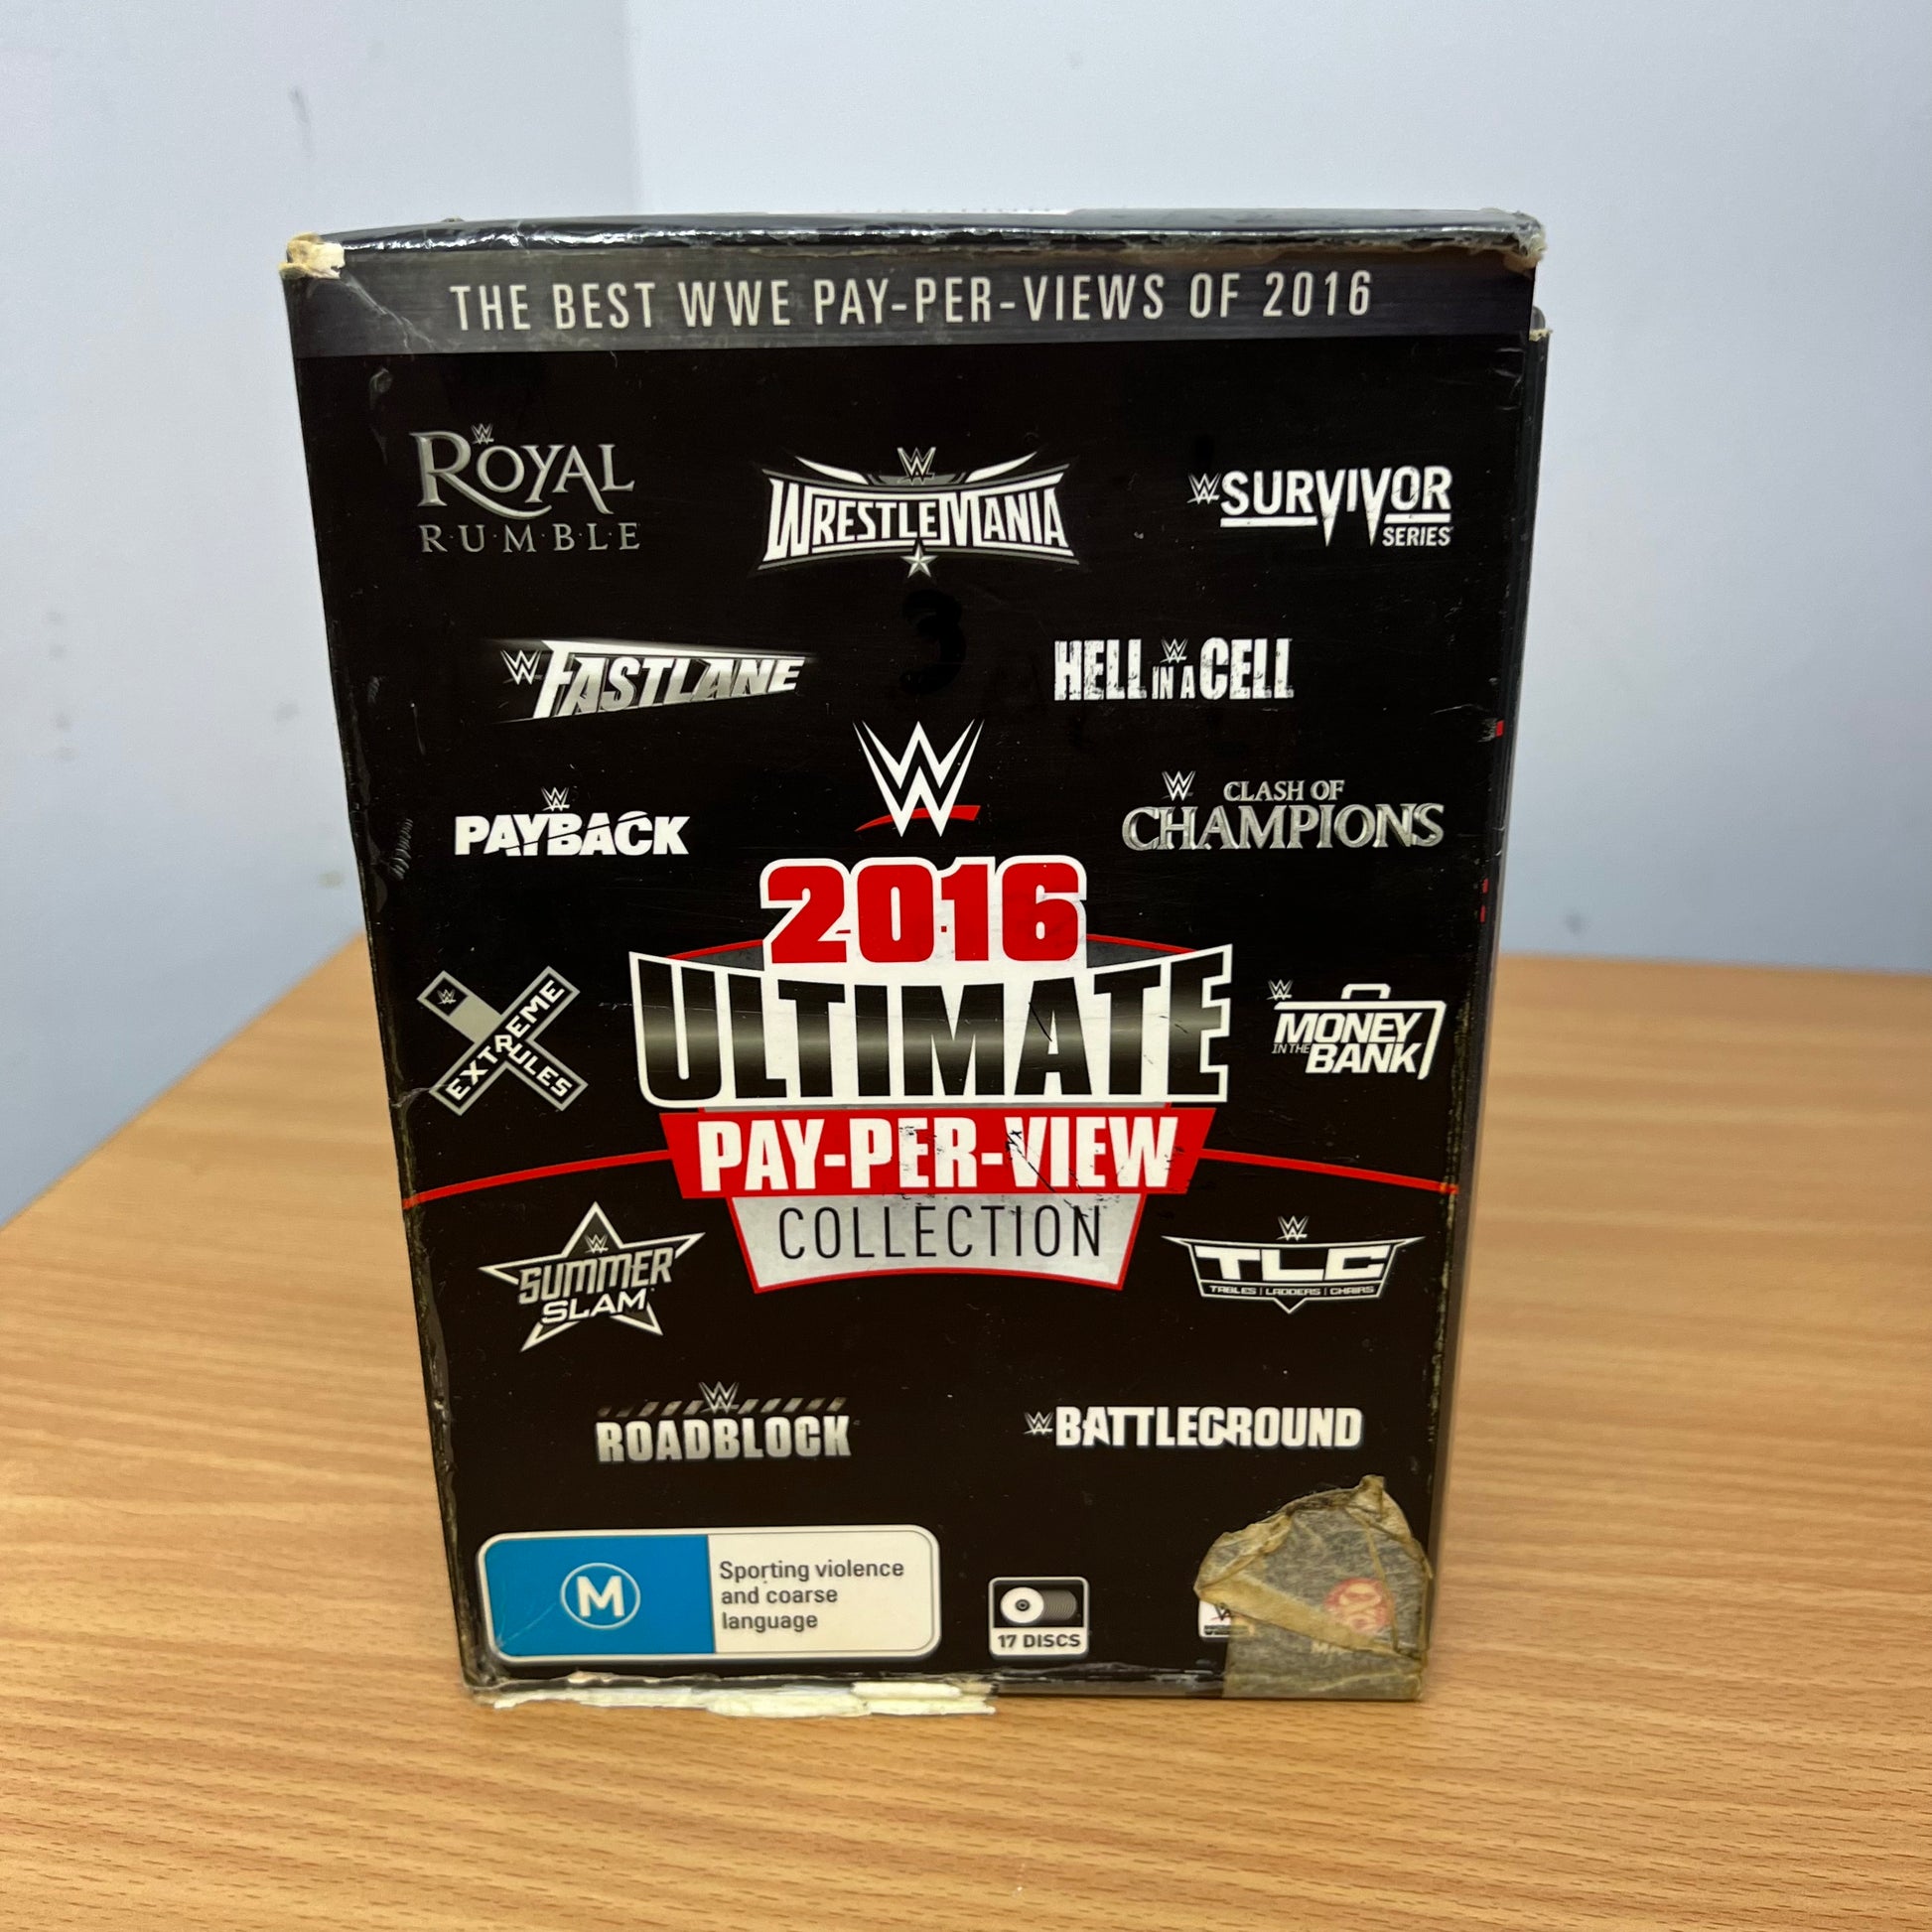 THE BEST WWE PAY-PER-VIEWS OF 2016
W
ROYAL
RUMBLE
W
WRESTLEMANIA
W SURVIVOR
SERIES
3
W FASTLANE
W
HELL IN A CELL
W
PAYBACK
W
W CLASH OF
CHAMPIONS
2016
ULTIMATE
PAY-PER-VIEW
COLLECTION
W
EXTREME
RULES
W
MONEY
IN THE BANK
W
SUMMER
SLAM
W
TLC
TABLES | LADDERS | CHAIRS
W
ROADBLOCK
W BATTLEGROUND
M
Sporting violence
and coarse
language
17 DISCS